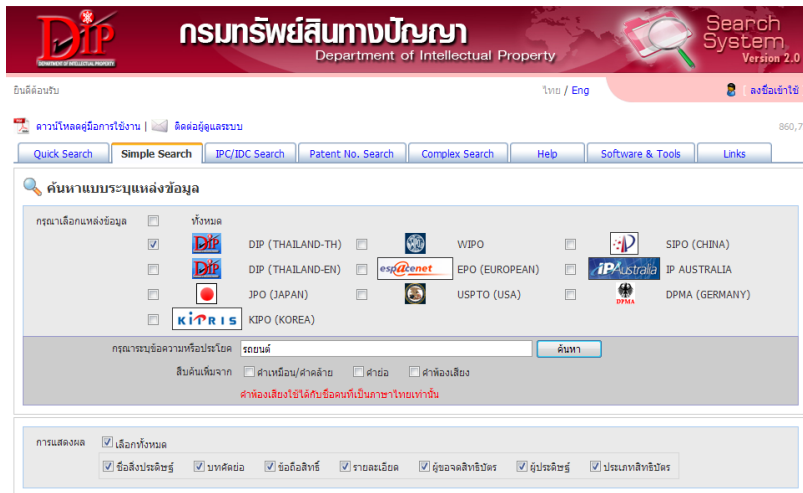 DIP กรมทรัพย์สินทางปัญญา Search
DEPARTMENT OF INTELLECTUAL PROPERTY Department of Intellectual Property System
Version 2.0
ยินดีต้อนรับ ไทย / Eng | ลงชื่อเข้าใช้
ดาวน์โหลดคู่มือการใช้งาน | ติดต่อผู้ดูแลระบบ 860,7
Quick Search Simple Search IPC/IDC Search Patent No. Search Complex Search Help Software & Tools Links
ค้นหาแบบระบุแหล่งข้อมูล
กรุณาเลือกแหล่งข้อมูล ทั้งหมด
DIP DIP (THAILAND-TH) WIPO SIPO (CHINA)
DIP DIP (THAILAND-EN) esp@cenet EPO (EUROPEAN) IPAustralia IP AUSTRALIA
JPO (JAPAN) USPTO (USA) DPMA DPMA (GERMANY)
KIPRIS KIPO (KOREA)
กรุณาระบุข้อความหรือประโยค รถยนต์ ค้นหา
สืบค้นเพิ่มจาก คำเหมือน/คำคล้าย คำย่อ คำพ้องเสียง
คำพ้องเสียงใช้ได้กับชื่อคนที่เป็นภาษาไทยเท่านั้น
การแสดงผล เลือกทั้งหมด
ชื่อสิ่งประดิษฐ์ บทคัดย่อ ข้อถือสิทธิ์ รายละเอียด ผู้ขอจดสิทธิบัตร ผู้ประดิษฐ์ ประเภทสิทธิบัตร